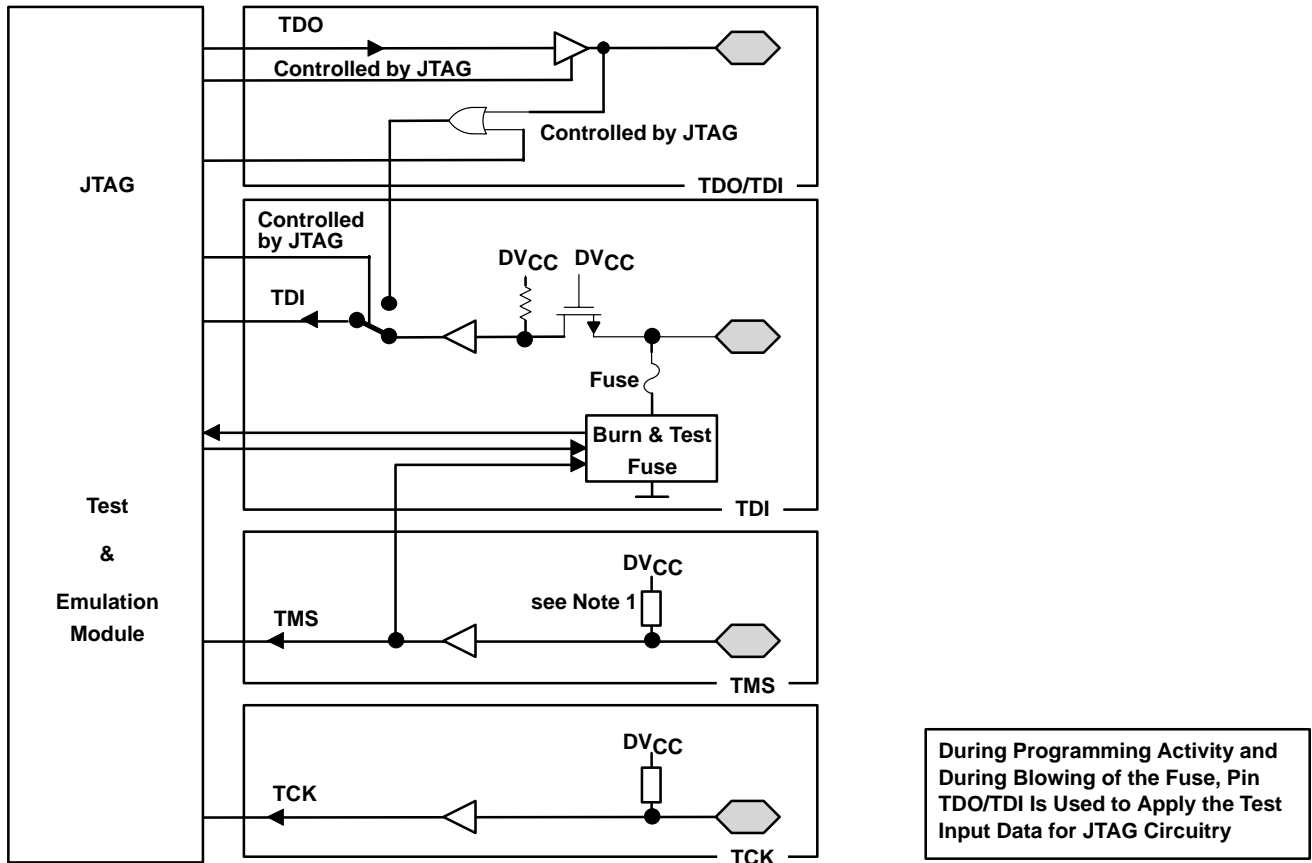 JTAG
Test
&
Emulation
Module
TDO
Controlled by JTAG
Controlled by JTAG
TDO/TDI
Controlled
by JTAG
TDI
DVCC
DVCC
Fuse
Burn & Test
Fuse
TDI
DVCC
see Note 1
TMS
TMS
DVCC
TCK
TCK
During Programming Activity and
During Blowing of the Fuse, Pin
TDO/TDI Is Used to Apply the Test
Input Data for JTAG Circuitry